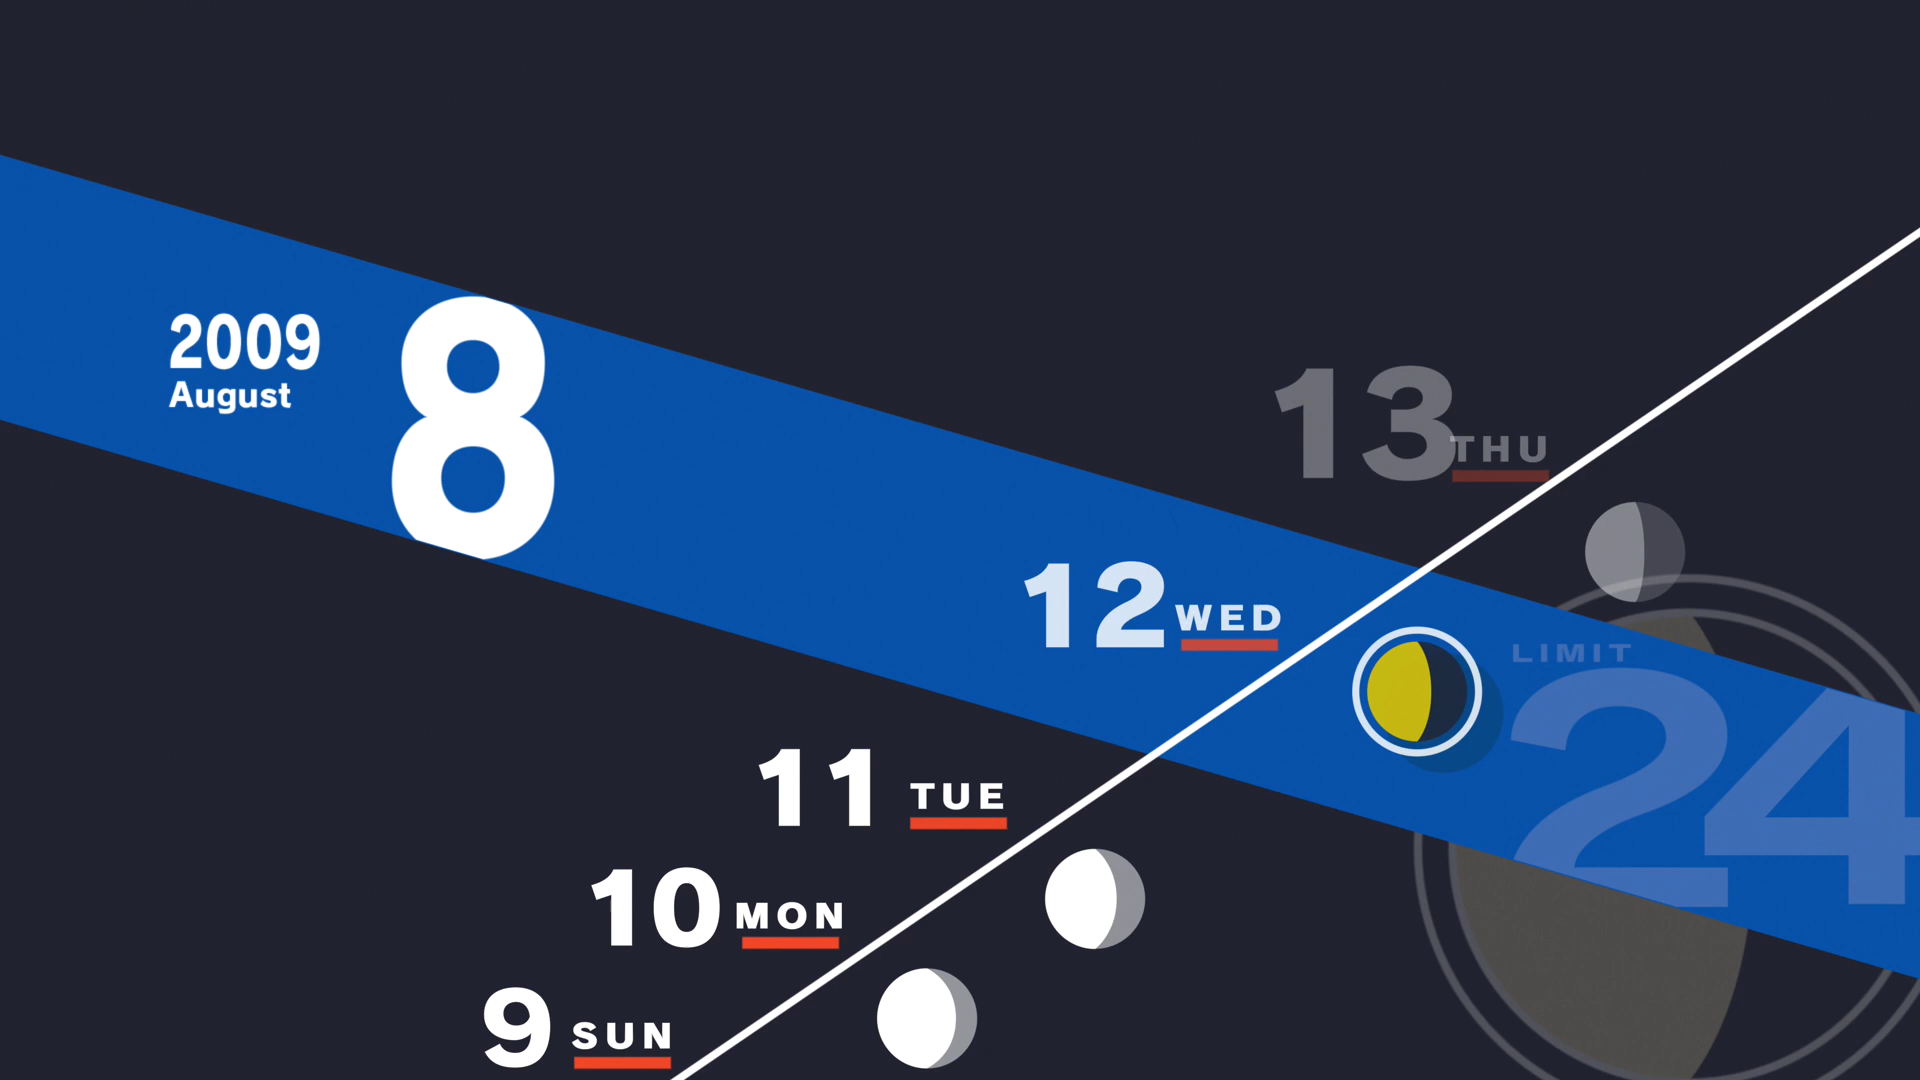 2009
August
8
13 THU
12 WED
LIMIT
24
11 TUE
10 MON
9 SUN